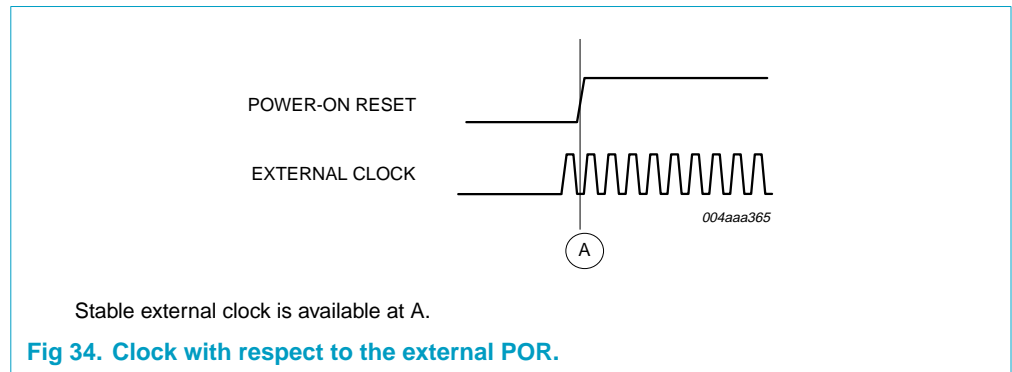 POWER-ON RESET
EXTERNAL CLOCK
004aaa365
A
Stable external clock is available at A.
Fig 34. Clock with respect to the external POR.